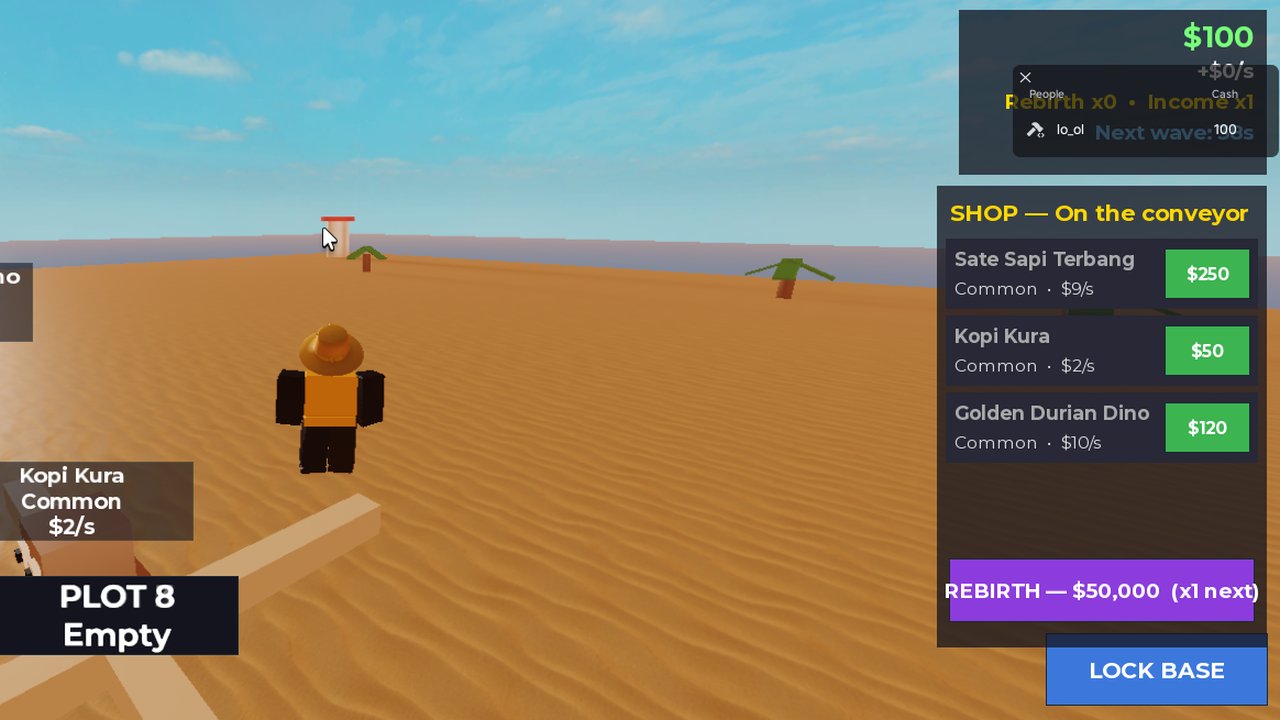 $100
+$0/s
People
Cash
Rebirth x0 • Income x1
lo_ol
100
Next wave: 38s
SHOP — On the conveyor
Sate Sapi Terbang
Common · $9/s
$250
Kopi Kura
Common · $2/s
$50
Golden Durian Dino
Common · $10/s
$120
REBIRTH — $50,000 (x1 next)
LOCK BASE
no
Kopi Kura
Common
$2/s
PLOT 8
Empty